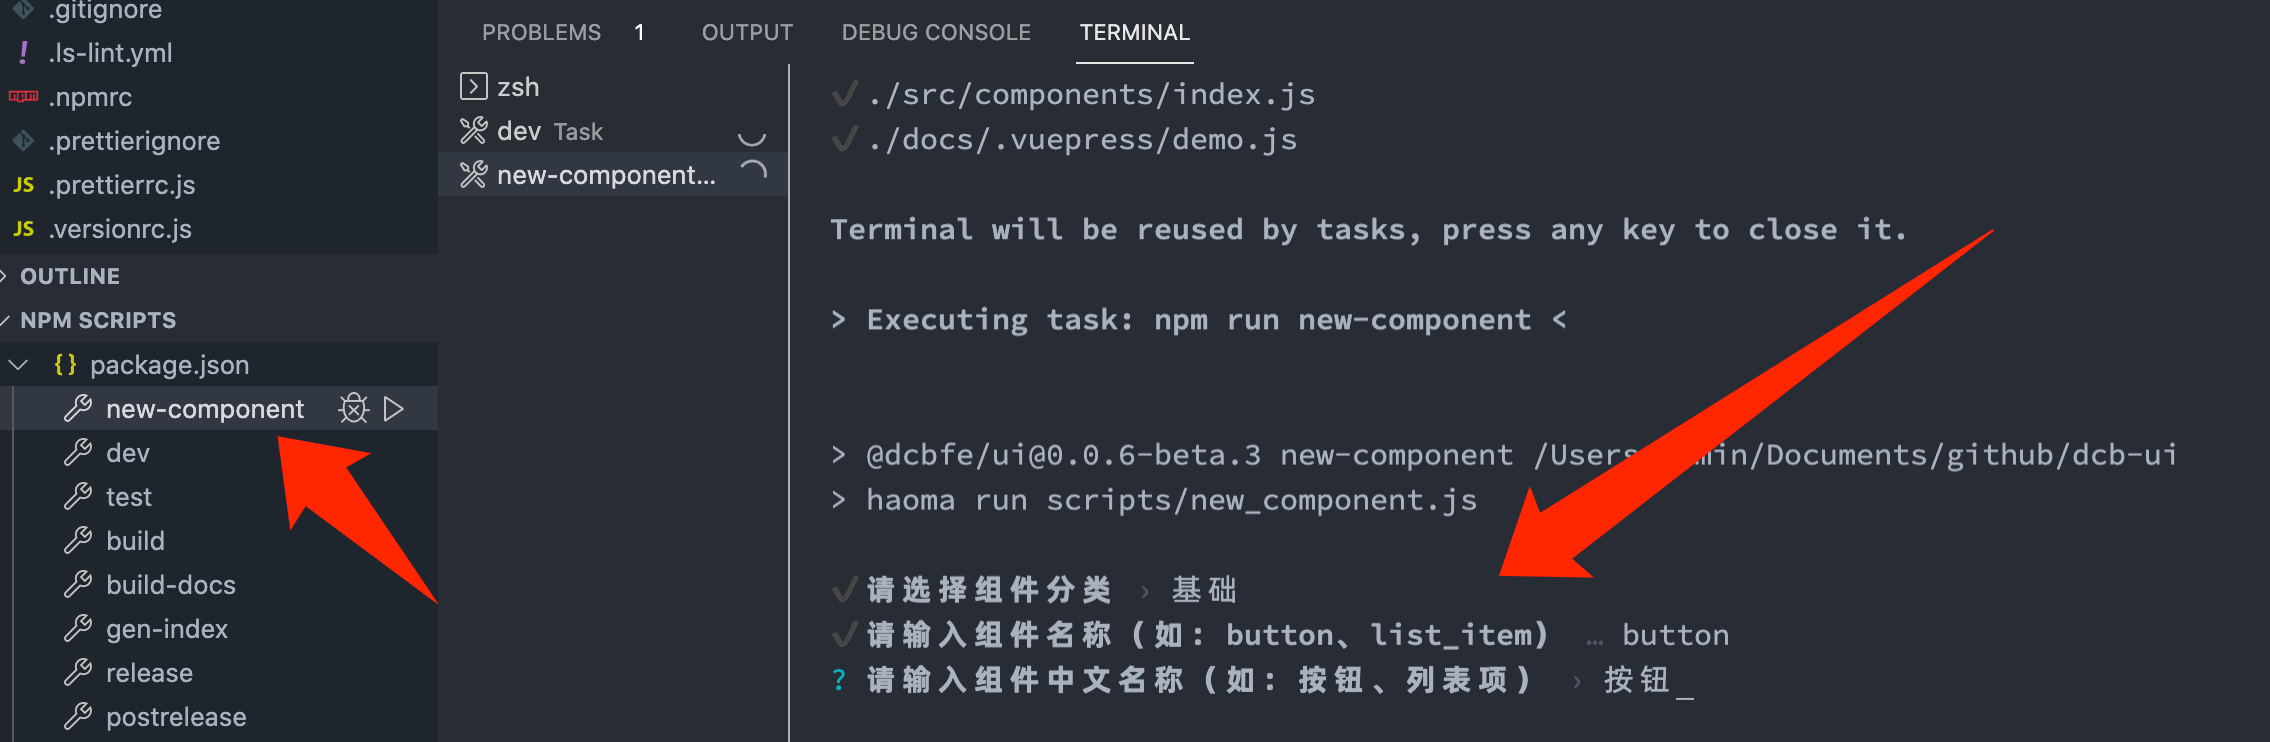 .gitignore
.ls-lint.yml
.npmrc
.prettierignore
JS .prettierrc.js
JS .versionrc.js
OUTLINE
NPM SCRIPTS
{} package.json
new-component
dev
test
build
build-docs
gen-index
release
postrelease
PROBLEMS 1 OUTPUT DEBUG CONSOLE TERMINAL
zsh
dev Task
new-component...
✔ ./src/components/index.js
✔ ./docs/.vuepress/demo.js
Terminal will be reused by tasks, press any key to close it.
> Executing task: npm run new-component <
> @dcbfe/ui@0.0.6-beta.3 new-component /Users min/Documents/github/dcb-ui
> haoma run scripts/new_component.js
✔ 请选择组件分类 › 基础
✔ 请输入组件名称（如：button、list_item） … button
? 请输入组件中文名称（如：按钮、列表项） › 按钮_